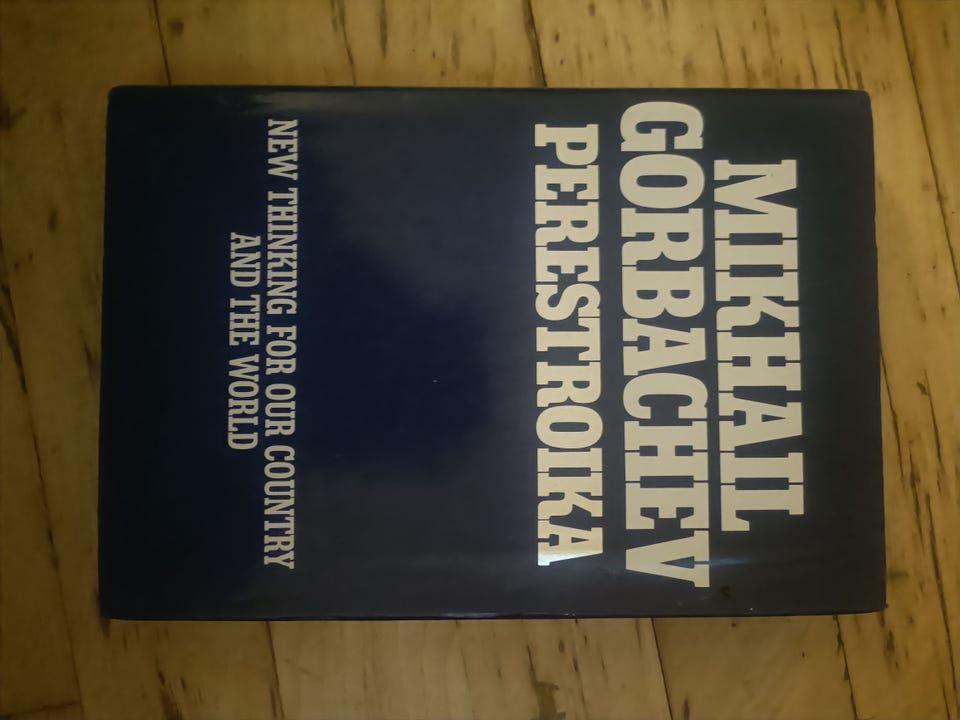 MIKHAIL
GORBACHEV
PERESTROIKA
NEW THINKING FOR OUR COUNTRY
AND THE WORLD